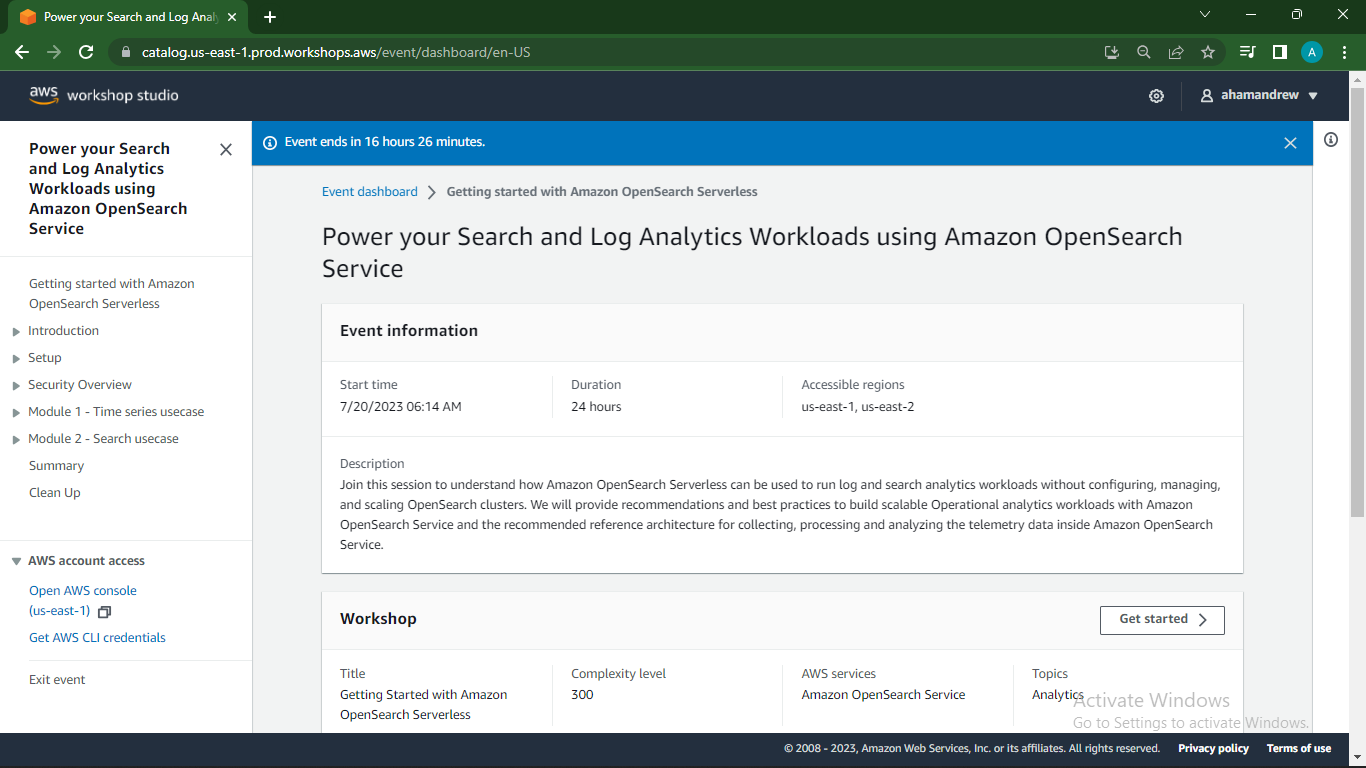 Power your Search and Log Analy
catalog.us-east-1.prod.workshops.aws/event/dashboard/en-US
A
aws workshop studio
ahamandrew
Power your Search
and Log Analytics
Workloads using
Amazon OpenSearch
Service
Getting started with Amazon
OpenSearch Serverless
Introduction
Setup
Security Overview
Module 1 - Time series usecase
Module 2 - Search usecase
Summary
Clean Up
AWS account access
Open AWS console
(us-east-1)
Get AWS CLI credentials
Exit event
Event ends in 16 hours 26 minutes.
Event dashboard > Getting started with Amazon OpenSearch Serverless
Power your Search and Log Analytics Workloads using Amazon OpenSearch
Service
Event information
Start time
7/20/2023 06:14 AM
Duration
24 hours
Accessible regions
us-east-1, us-east-2
Description
Join this session to understand how Amazon OpenSearch Serverless can be used to run log and search analytics workloads without configuring, managing,
and scaling OpenSearch clusters. We will provide recommendations and best practices to build scalable Operational analytics workloads with Amazon
OpenSearch Service and the recommended reference architecture for collecting, processing and analyzing the telemetry data inside Amazon OpenSearch
Service.
Workshop
Get started
Title
Getting Started with Amazon
OpenSearch Serverless
Complexity level
300
AWS services
Amazon OpenSearch Service
Topics
Analytics
Activate Windows
Go to Settings to activate Windows.
© 2008 - 2023, Amazon Web Services, Inc. or its affiliates. All rights reserved. Privacy policy Terms of use